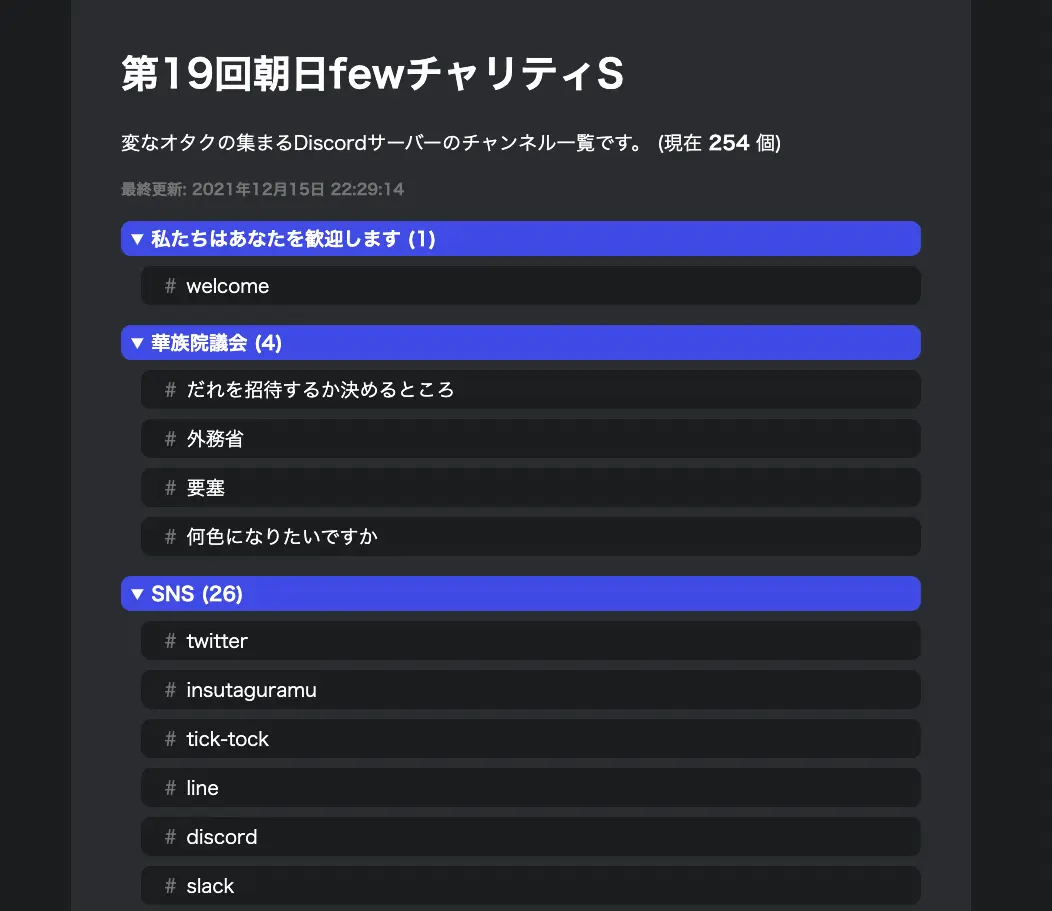 第19回朝日fewチャリティS
変なオタクの集まるDiscordサーバーのチャンネル一覧です。 (現在 254 個)
最終更新: 2021年12月15日 22:29:14
▼ 私たちはあなたを歓迎します (1)
# welcome
▼ 華族院議会 (4)
# だれを招待するか決めるところ
# 外務省
# 要塞
# 何色になりたいですか
▼ SNS (26)
# twitter
# insutaguramu
# tick-tock
# line
# discord
# slack